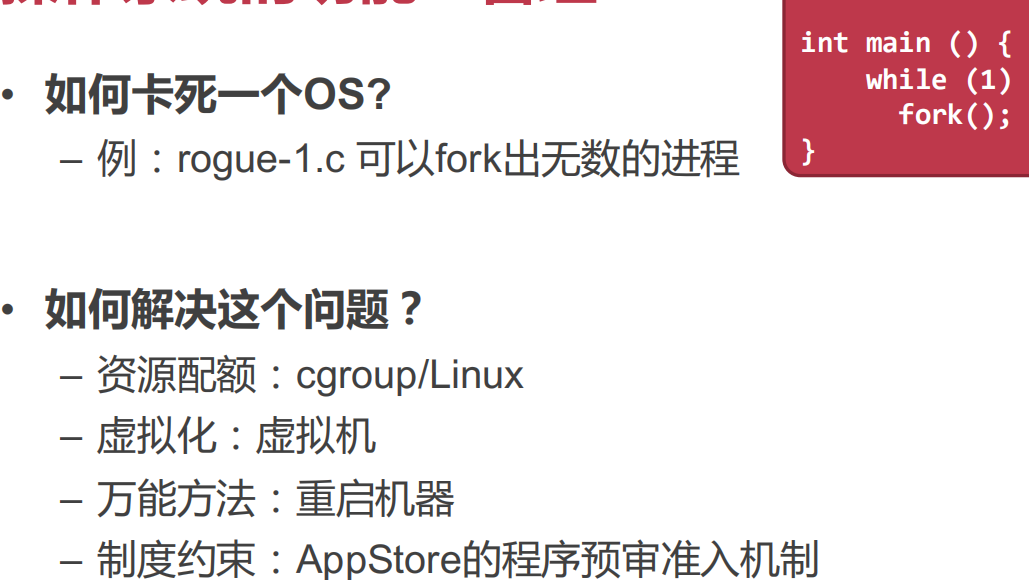 int main () {
while (1)
fork();
}
• 如何卡死一个OS?
– 例：rogue-1.c 可以fork出无数的进程
• 如何解决这个问题？
– 资源配额：cgroup/Linux
– 虚拟化：虚拟机
– 万能方法：重启机器
– 制度约束：AppStore的程序预审准入机制